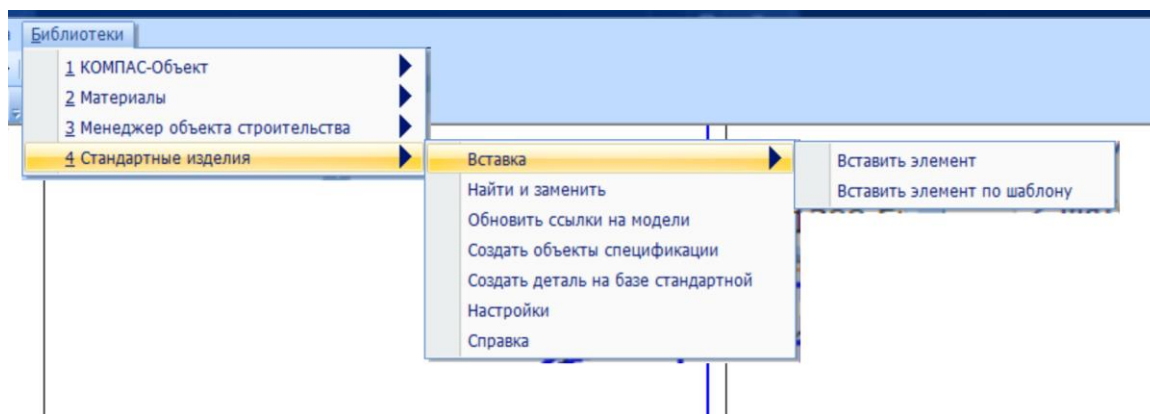 Библиотеки
1 КОМПАС-Объект
2 Материалы
3 Менеджер объекта строительства
4 Стандартные изделия
Вставка
Найти и заменить
Обновить ссылки на модели
Создать объекты спецификации
Создать деталь на базе стандартной
Настройки
Справка
Вставить элемент
Вставить элемент по шаблону